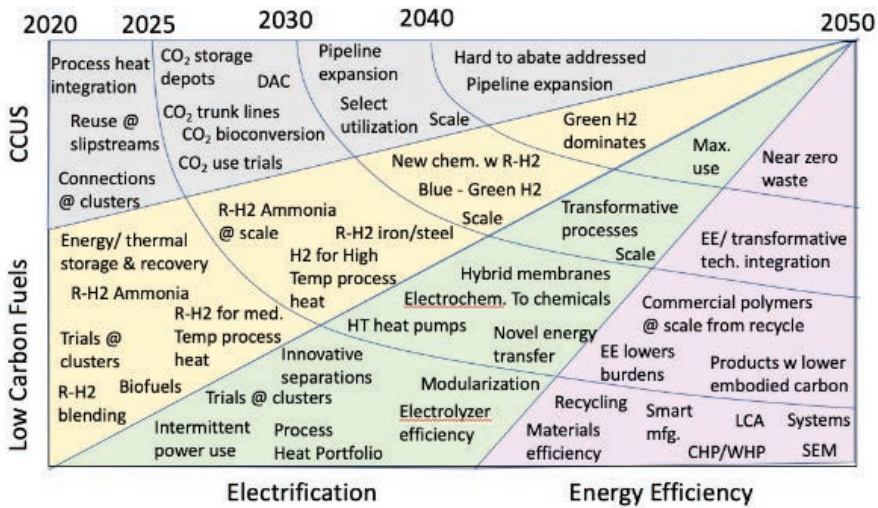 2020
2025
2030
2040
2050
CCUS
Process heat
integration
Reuse @
slipstreams
Connections
@ clusters
CO₂ storage
depots
DAC
CO₂ trunk lines
CO₂ bioconversion
CO₂ use trials
Pipeline
expansion
Select
utilization
Scale
Hard to abate addressed
Pipeline expansion
Low Carbon Fuels
Energy/ thermal
storage & recovery
R-H2 Ammonia
Trials @
clusters
R-H2
blending
Biofuels
R-H2 for med.
Temp process
heat
R-H2 Ammonia
@ scale
R-H2 iron/steel
H2 for High
Temp process
heat
New chem. w R-H2
Blue - Green H2
Scale
Green H2
dominates
Electrification
Intermittent
power use
Trials @ clusters
Innovative
separations
Process
Heat Portfolio
Modularization
Electrolyzer
efficiency
HT heat pumps
Novel energy
transfer
Hybrid membranes
Electrochem. To chemicals
Transformative
processes
Scale
Max.
use
Energy Efficiency
Recycling
Materials
efficiency
Smart
mfg.
LCA
Systems
CHP/WHP
SEM
EE lowers
burdens
Products w lower
embodied carbon
Commercial polymers
@ scale from recycle
EE/ transformative
tech. integration
Near zero
waste